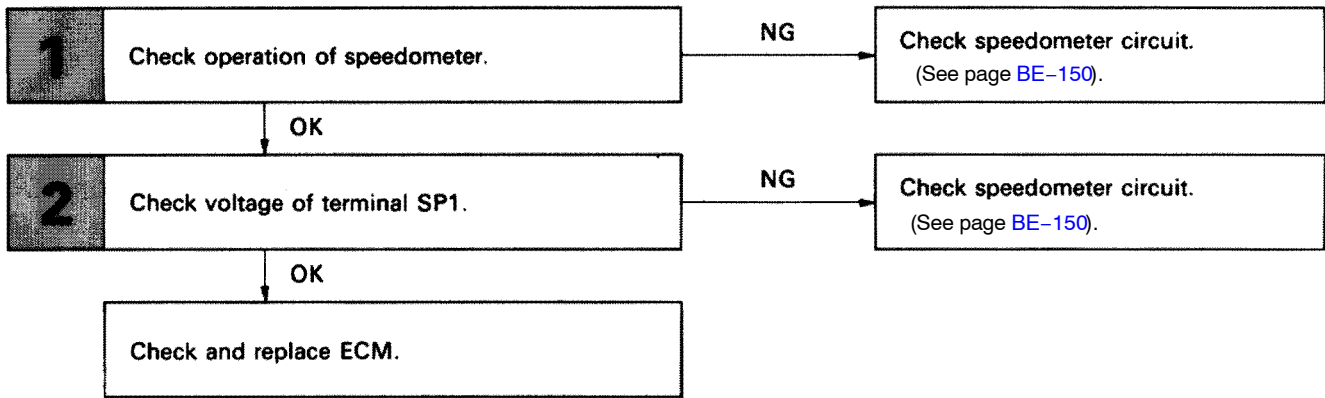 1
Check operation of speedometer.
NG
Check speedometer circuit.
(See page BE–150).
OK
2
Check voltage of terminal SP1.
NG
Check speedometer circuit.
(See page BE–150).
OK
Check and replace ECM.